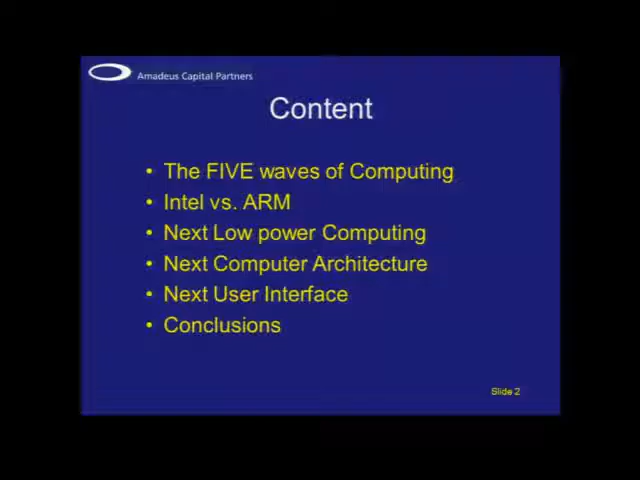 Amadeus Capital Partners
Content
• The FIVE waves of Computing
• Intel vs. ARM
• Next Low power Computing
• Next Computer Architecture
• Next User Interface
• Conclusions
Slide 2